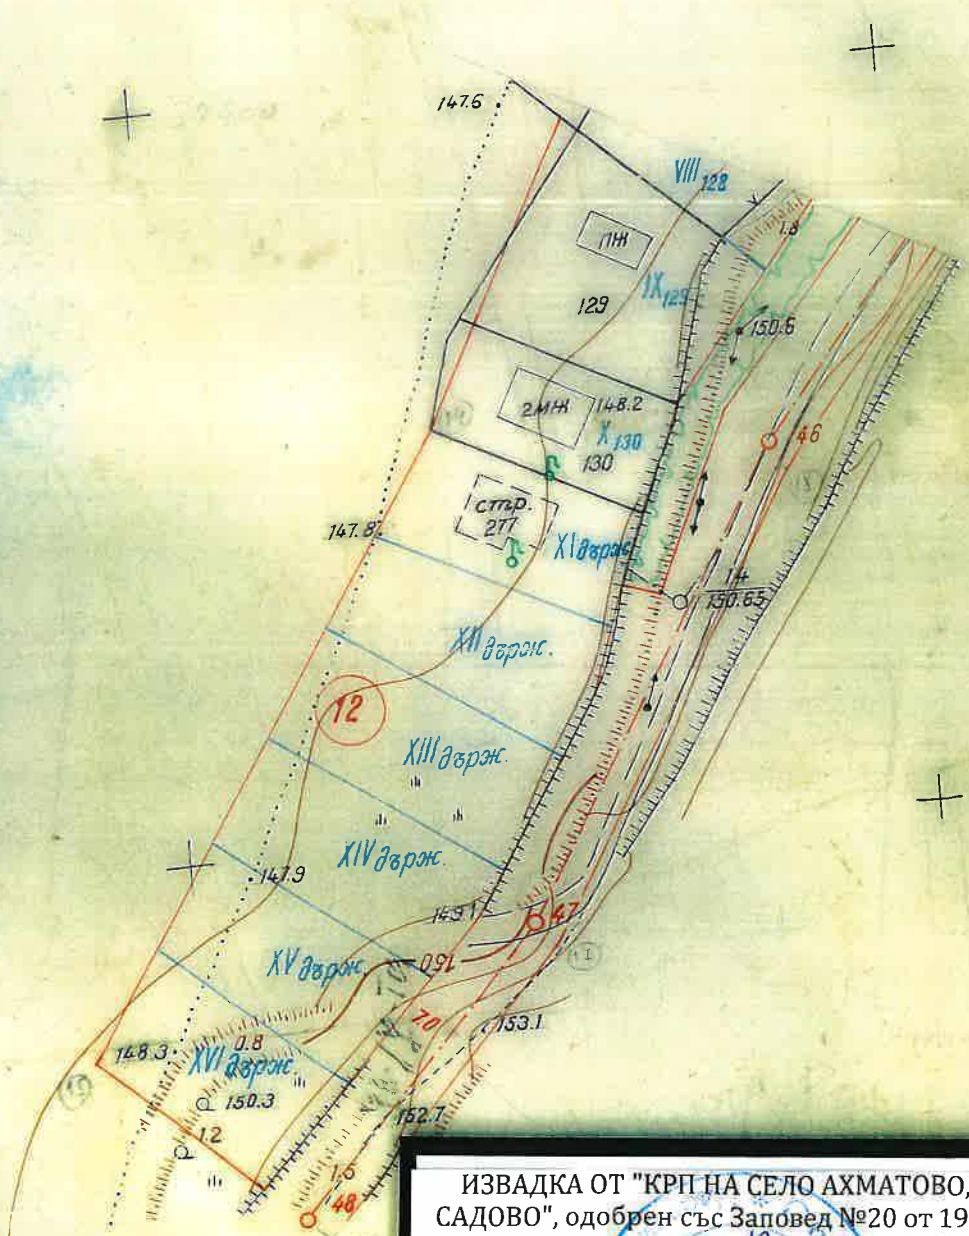 147.6
VIII 128
1.8
ПЖ
IX 129
129
150.6
2МЖ
148.2
X 130
130
46
стр.
277
147.8
XI държ.
14
150.65
XII държ.
12
XIII държ.
XIV държ.
147.9
149.1
47
XV държ.
150
7.0
153.1
148.3
0.8
XVI държ.
150.3
152.7
1.2
1.5
48
ИЗВАДКА ОТ "КРП НА СЕЛО АХМАТОВО,
САДОВО", одобрен със Заповед №20 от 19